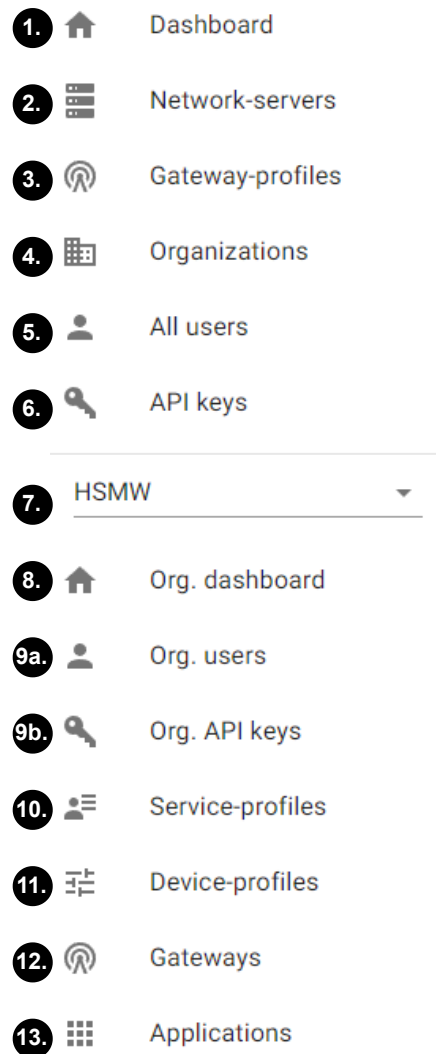 1. Dashboard
2. Network-servers
3. Gateway-profiles
4. Organizations
5. All users
6. API keys
7. HSMW
8. Org. dashboard
9a. Org. users
9b. Org. API keys
10. Service-profiles
11. Device-profiles
12. Gateways
13. Applications